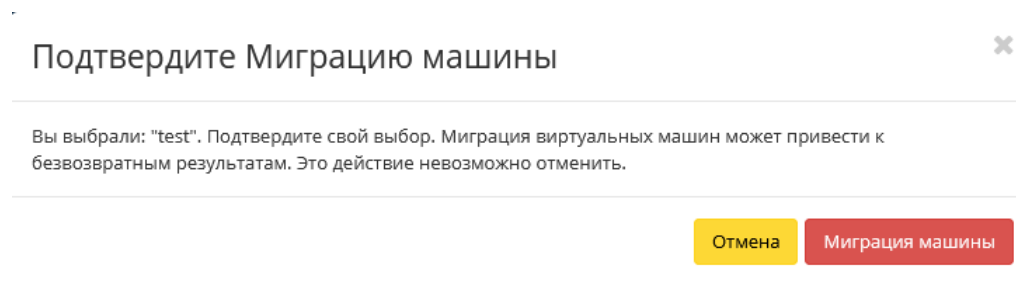 Подтвердите Миграцию машины
Вы выбрали: "test". Подтвердите свой выбор. Миграция виртуальных машин может привести к
безвозвратным результатам. Это действие невозможно отменить.
Отмена
Миграция машины